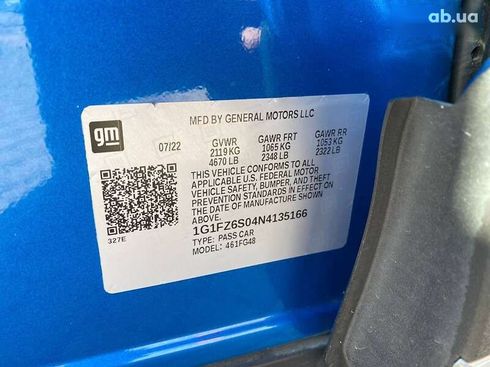 ab.ua
MFD BY GENERAL MOTORS LLC
gm
07/22 GVWR GAWR FRT GAWR RR
2119 KG 1065 KG 1053 KG
4670 LB 2348 LB 2322 LB
THIS VEHICLE CONFORMS TO ALL
APPLICABLE U.S. FEDERAL MOTOR
VEHICLE SAFETY, BUMPER, AND THEFT
PREVENTION STANDARDS IN EFFECT ON
THE DATE OF MANUFACTURE SHOWN
ABOVE.
1G1FZ6S04N4135166
TYPE: PASS CAR
MODEL: 461FG48
327E